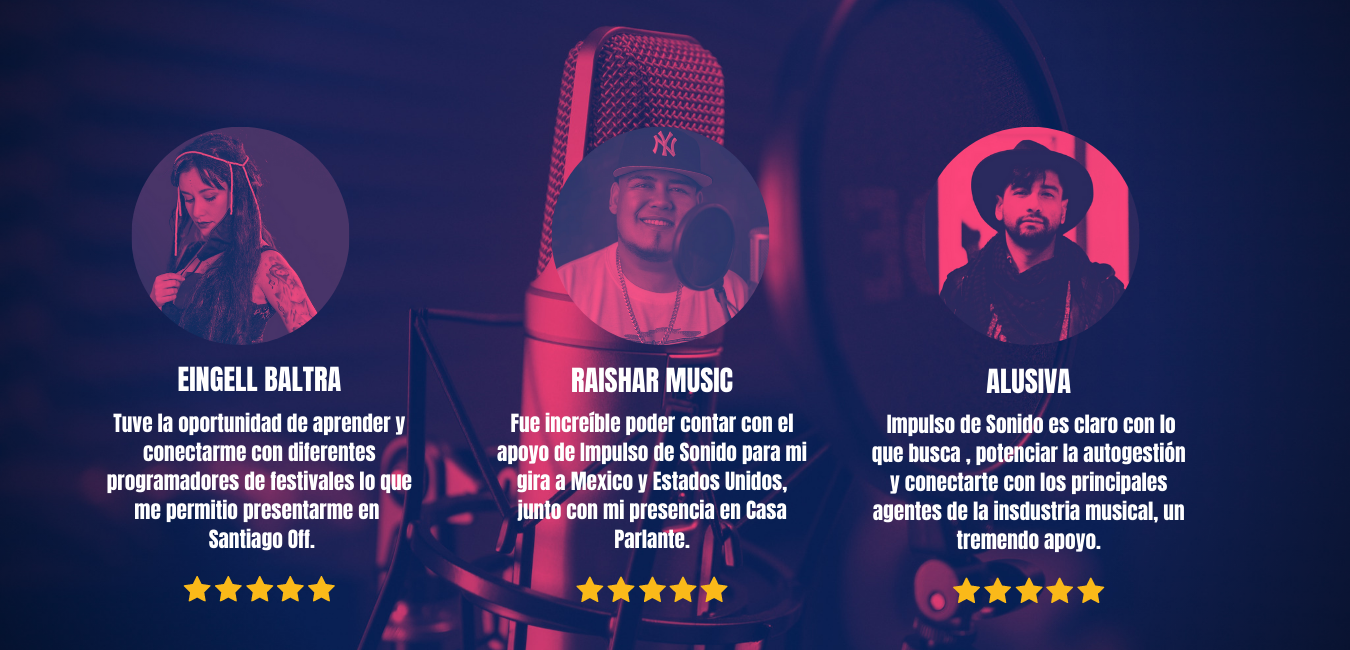 NY
EINGELL BALTRA
Tuve la oportunidad de aprender y
conectarme con diferentes
programadores de festivales lo que
me permitio presentarme en
Santiago Off.
RAISHAR MUSIC
Fue increíble poder contar con el
apoyo de Impulso de Sonido para mi
gira a Mexico y Estados Unidos,
junto con mi presencia en Casa
Parlante.
ALUSIVA
Impulso de Sonido es claro con lo
que busca , potenciar la autogestión
y conectarte con los principales
agentes de la insdustria musical, un
tremendo apoyo.